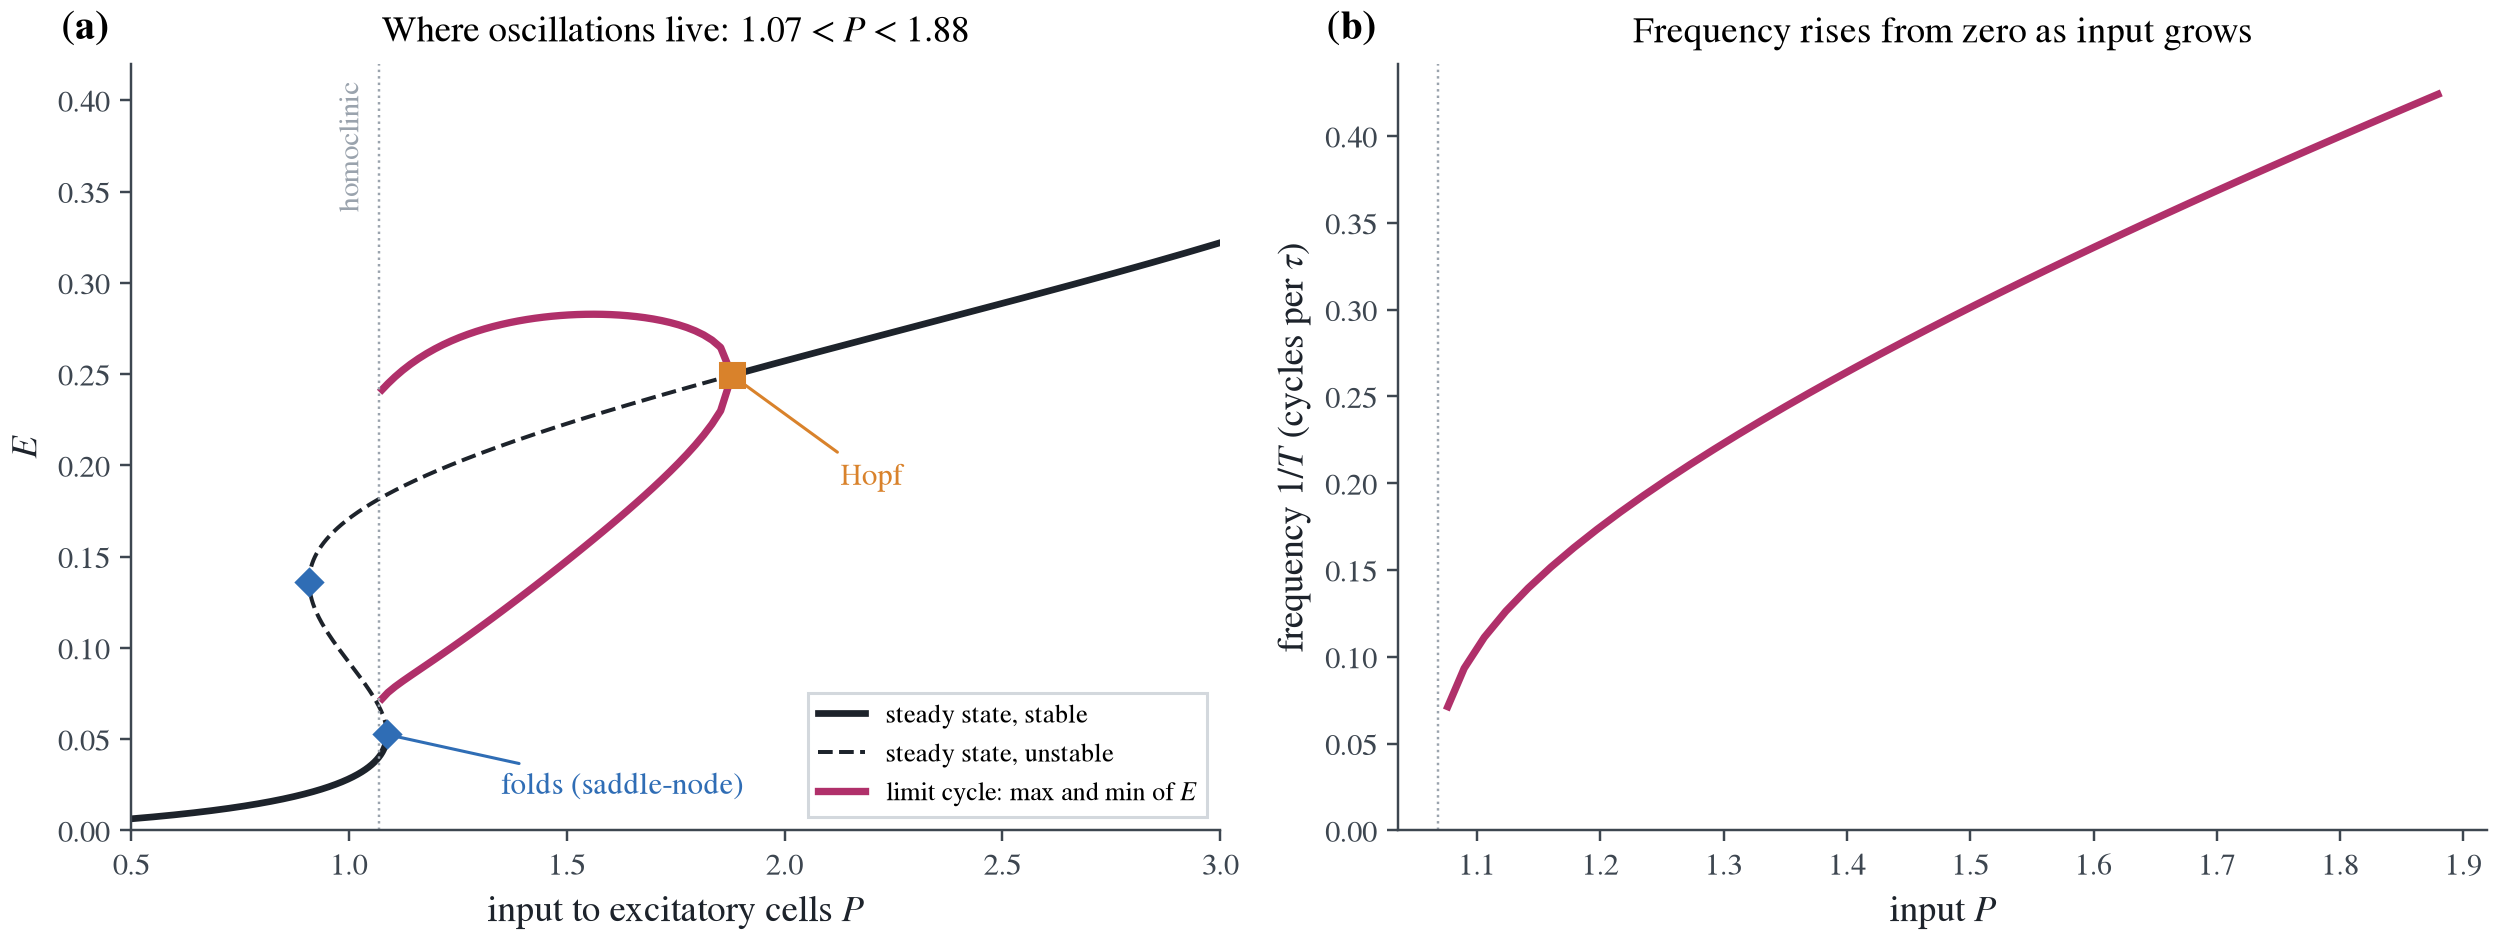 (a)
Where oscillations live: 1.07 < P < 1.88
homoclinic
0.40
0.35
0.30
0.25
0.20
0.15
0.10
0.05
0.00
E
Hopf
folds (saddle-node)
steady state, stable
steady state, unstable
limit cycle: max and min of E
0.5 1.0 1.5 2.0 2.5 3.0
input to excitatory cells P
(b)
Frequency rises from zero as input grows
0.40
0.35
0.30
0.25
0.20
0.15
0.10
0.05
0.00
frequency 1/T (cycles per τ)
1.1 1.2 1.3 1.4 1.5 1.6 1.7 1.8 1.9
input P